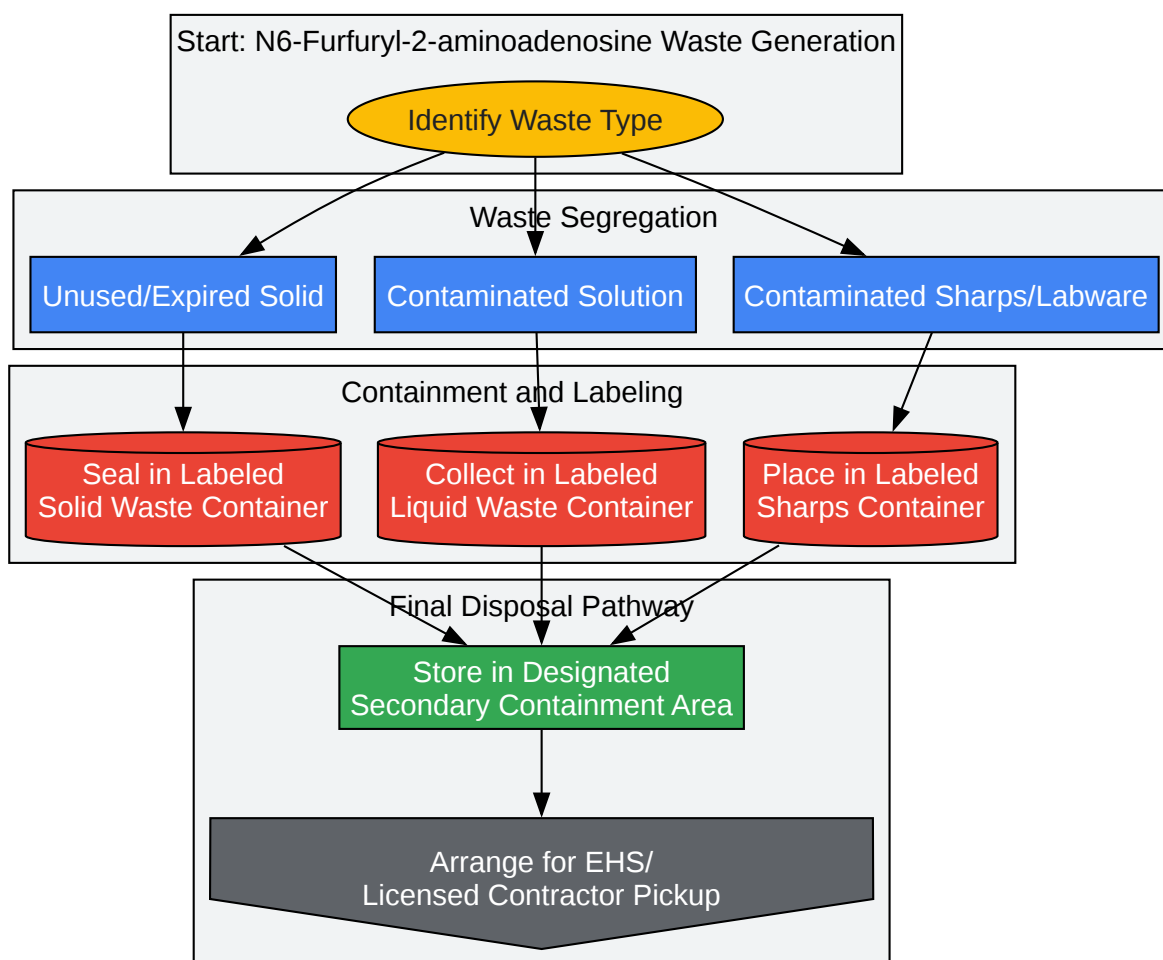 Start: N6-Furfuryl-2-aminoadenosine Waste Generation
Identify Waste Type
Waste Segregation
Unused/Expired Solid
Contaminated Solution
Contaminated Sharps/Labware
Containment and Labeling
Seal in Labeled
Solid Waste Container
Collect in Labeled
Liquid Waste Container
Place in Labeled
Sharps Container
Final Disposal Pathway
Store in Designated
Secondary Containment Area
Arrange for EHS/
Licensed Contractor Pickup